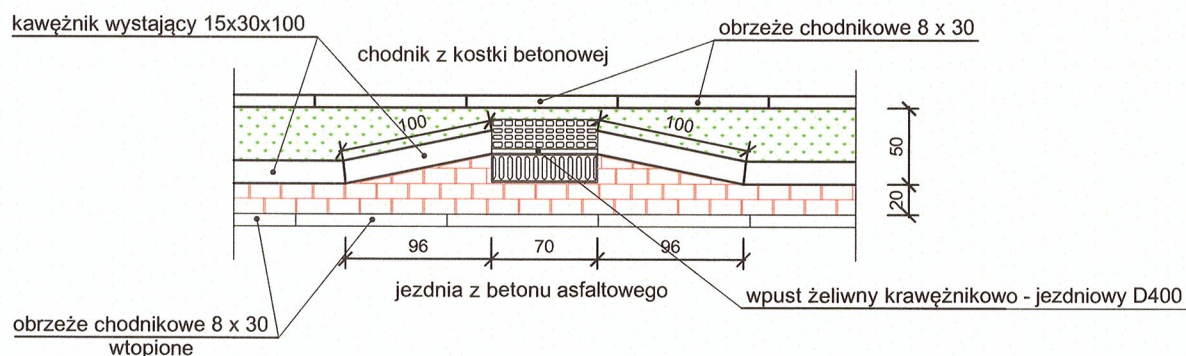 kawężnik wystający 15x30x100
obrzeże chodnikowe 8 x 30
chodnik z kostki betonowej
100
100
50
20
96
70
96
jezdnia z betonu asfaltowego
wpust żeliwny krawężnikowo - jezdniowy D400
obrzeże chodnikowe 8 x 30
wtopione